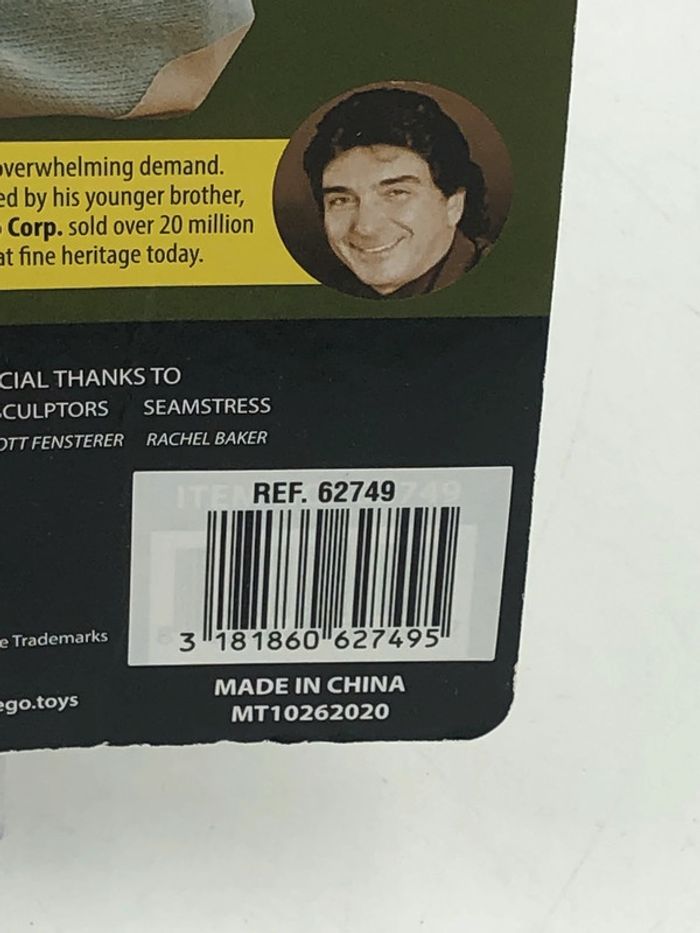 overwhelming demand.
ed by his younger brother,
Corp. sold over 20 million
at fine heritage today.
CIAL THANKS TO
SCULPTORS SEAMSTRESS
OTT FENSTERER RACHEL BAKER
REF. 62749
3 181860 627495
e Trademarks
ego.toys
MADE IN CHINA
MT10262020